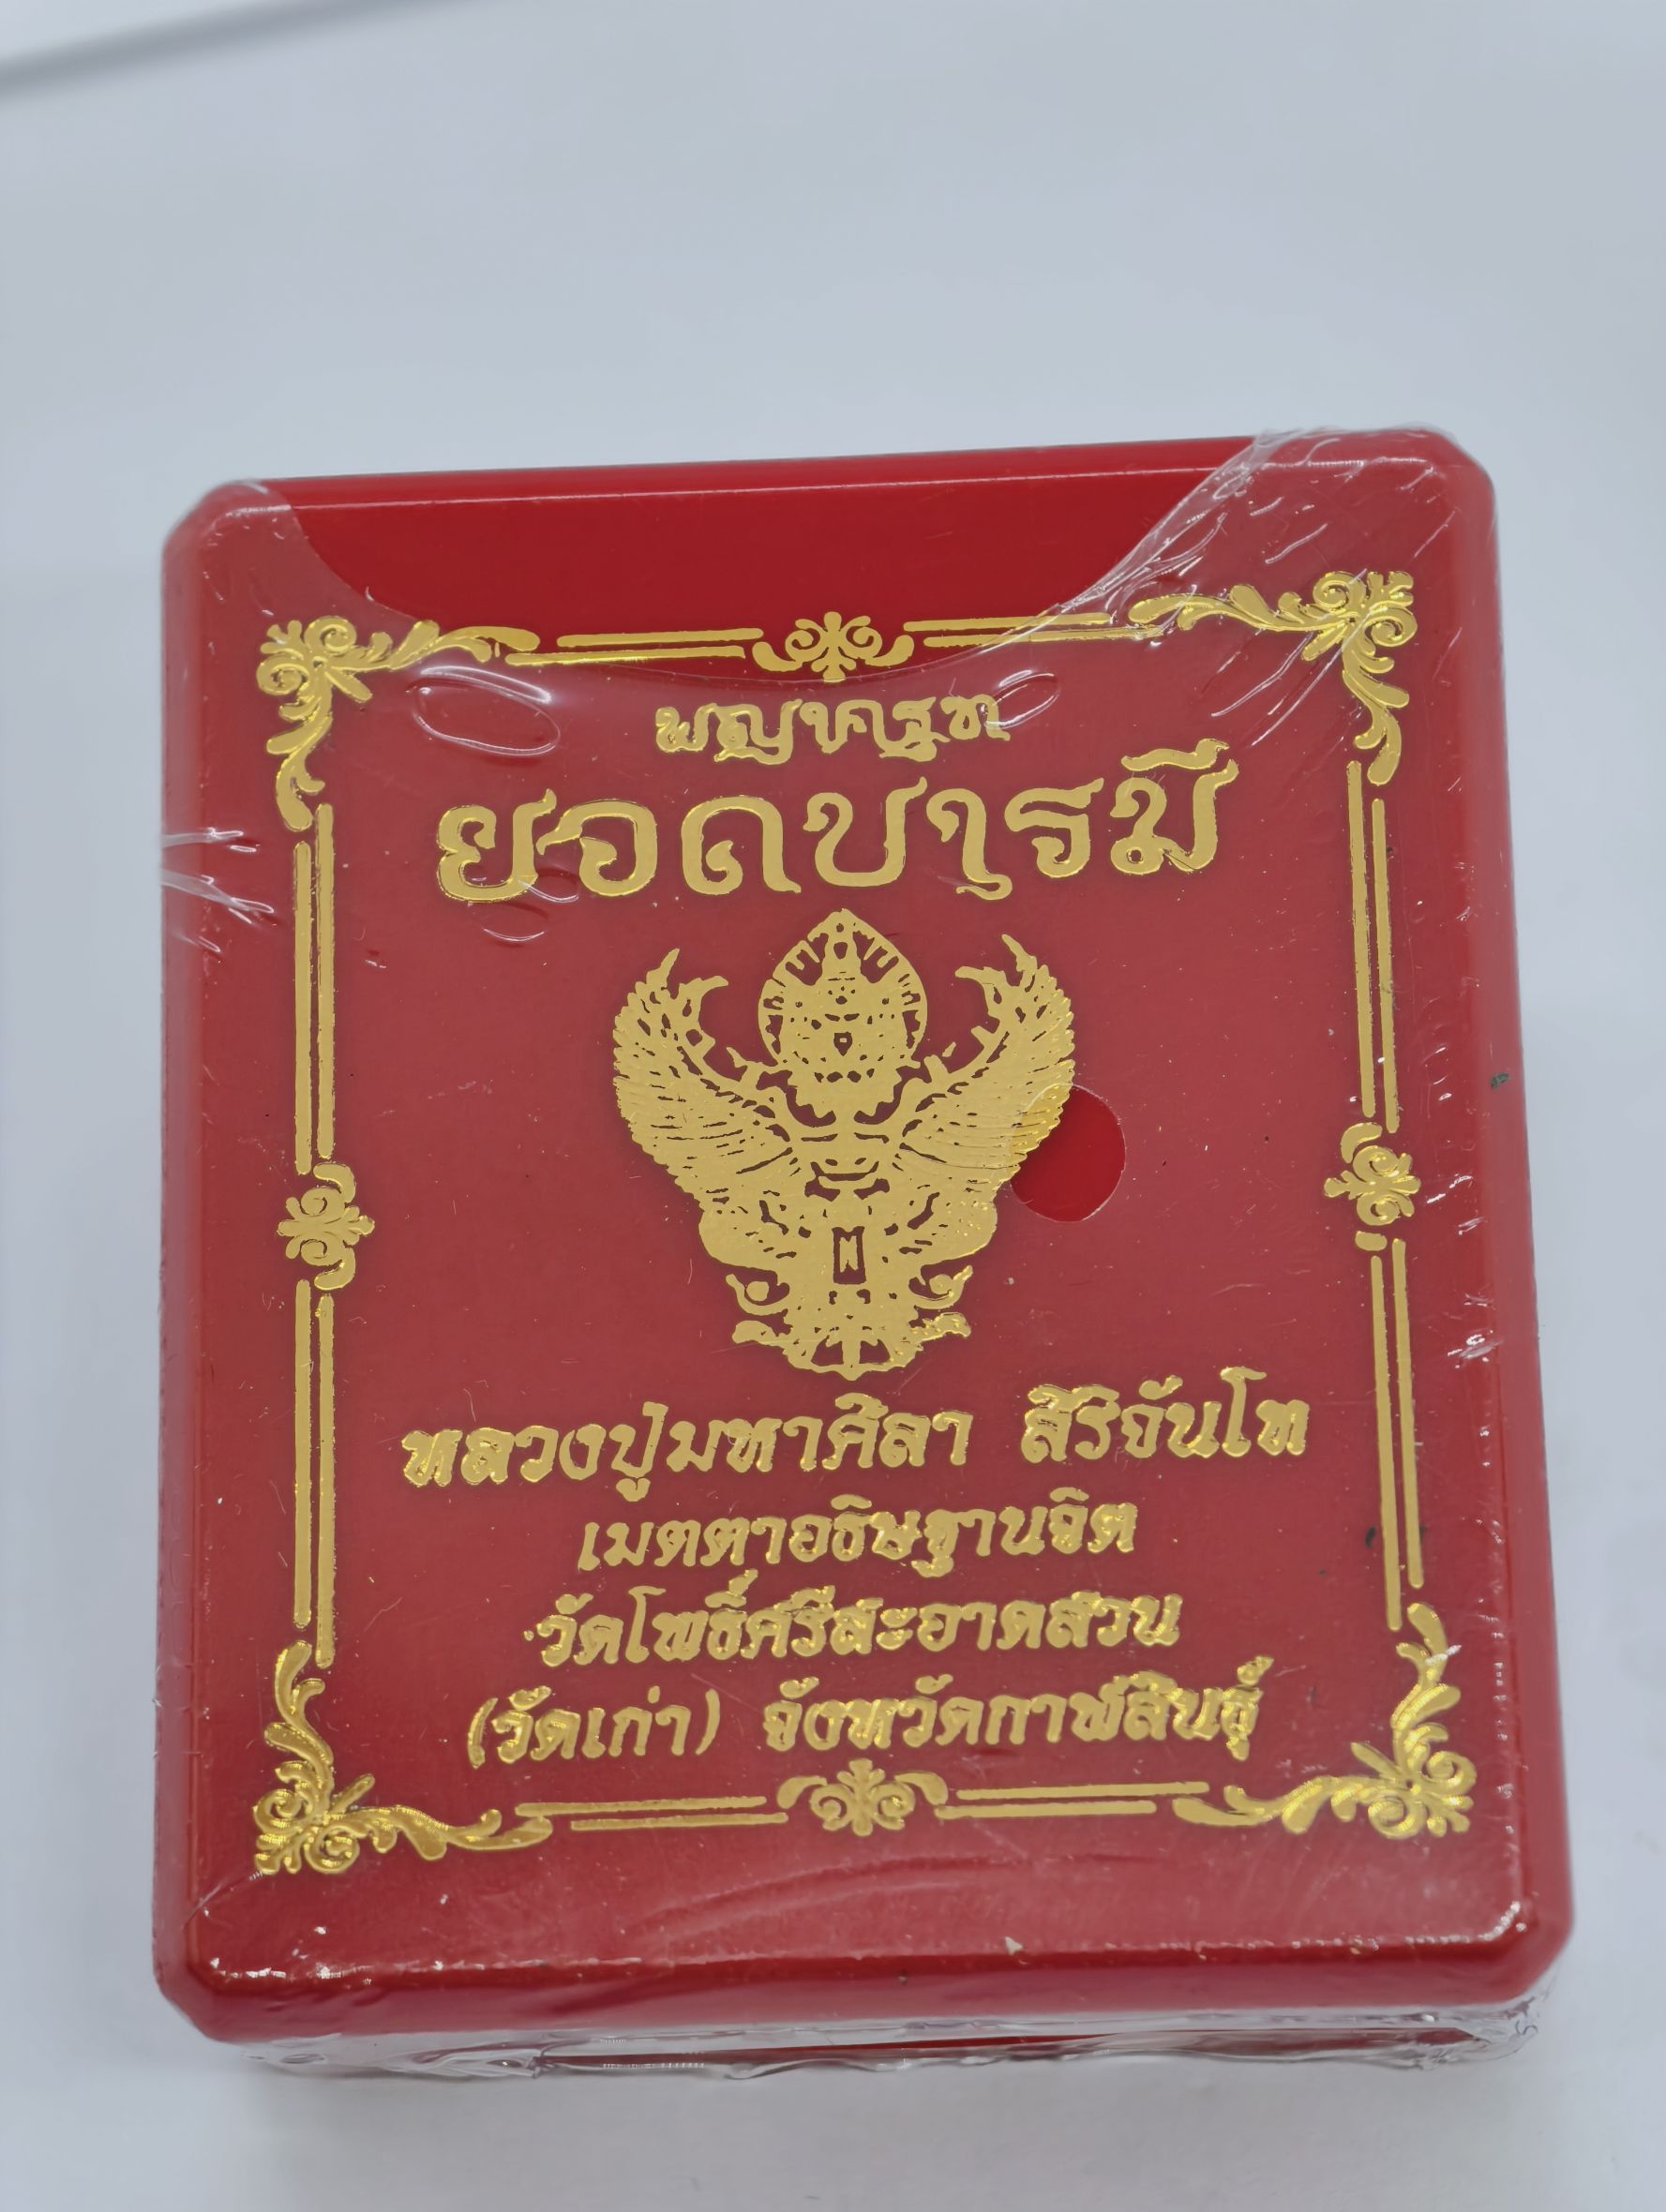 พญาครุฑ
ยอดบารมี
หลวงปู่มหาศิลา สิริจันโท
เมตตาอธิษฐานจิต
วัดโพธิ์ศรีสะอาดสวน
(วัดเก่า) จังหวัดกาฬสินธุ์